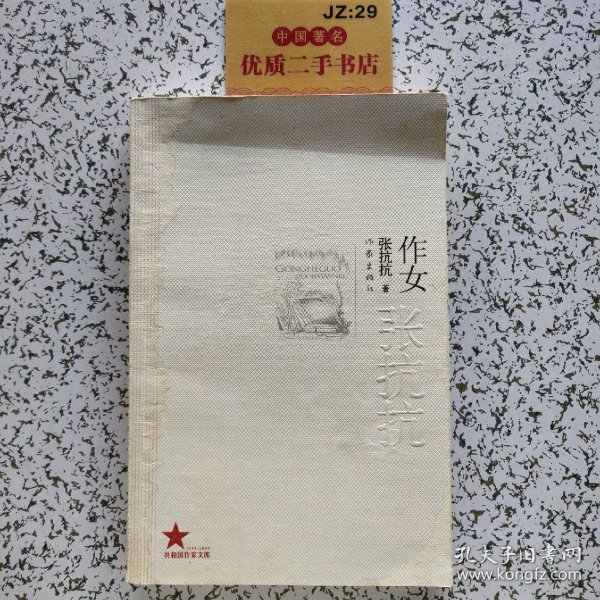 JZ:29
中国著名
优质二手书店
作女
张抗抗 著
作家出版社
GONGHEGUO
张抗抗
1949-2009
共和国作家文库
孔夫子旧书网
www.kongfz.com